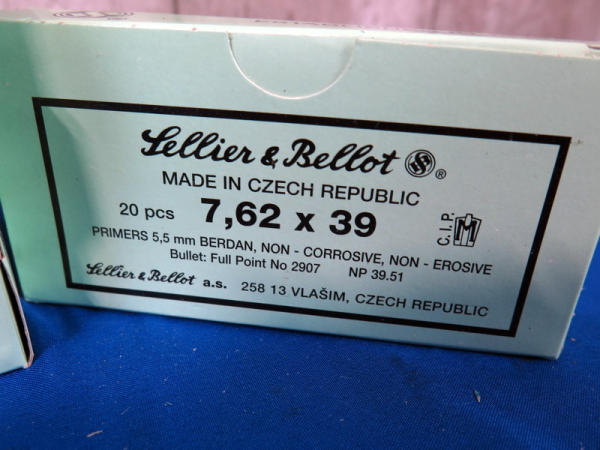 Lellier & Bellot ®
MADE IN CZECH REPUBLIC
20 pcs 7,62 x 39
C.I.P.
PRIMERS 5,5 mm BERDAN, NON - CORROSIVE, NON - EROSIVE
Bullet: Full Point No 2907 NP 39.51
Sellier & Bellot a.s. 258 13 VLAŠIM, CZECH REPUBLIC